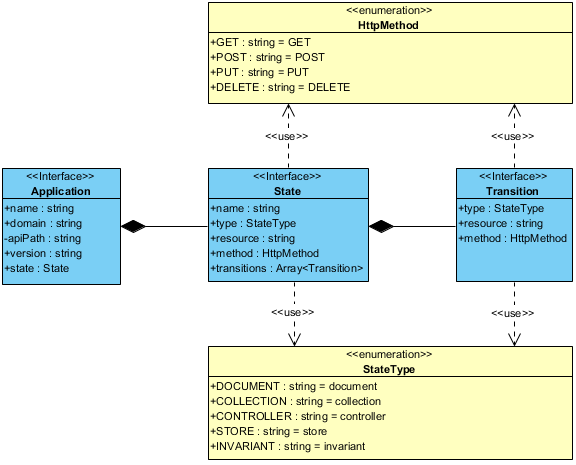 <<enumeration>>
HttpMethod
+GET : string = GET
+POST : string = POST
+PUT : string = PUT
+DELETE : string = DELETE
<<use>>
<<use>>
<<Interface>>
Application
+name : string
+domain : string
-apiPath : string
+version : string
+state : State
<<Interface>>
State
+name : string
+type : StateType
+resource : string
+method : HttpMethod
+transitions : Array<Transition>
<<Interface>>
Transition
+type : StateType
+resource : string
+method : HttpMethod
<<use>>
<<use>>
<<enumeration>>
StateType
+DOCUMENT : string = document
+COLLECTION : string = collection
+CONTROLLER : string = controller
+STORE : string = store
+INVARIANT : string = invariant